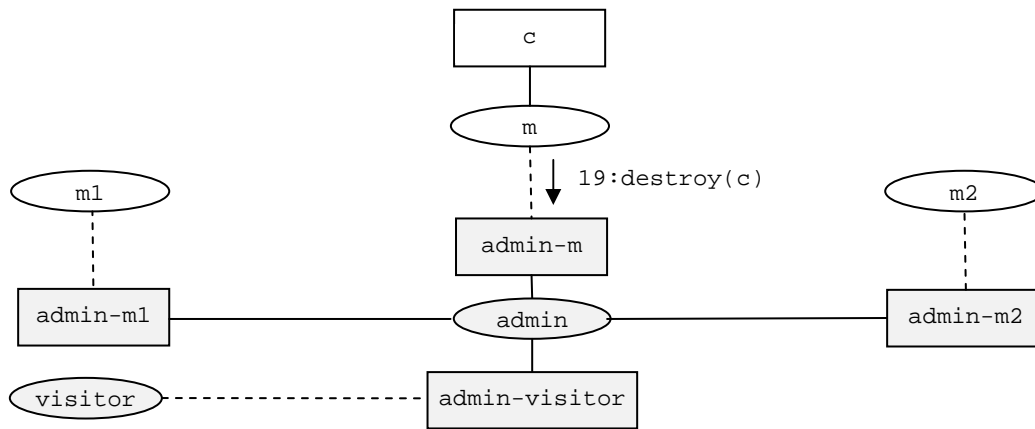 c
m
19:destroy(c)
m1
m2
admin-m
admin-m1
admin
admin-m2
visitor
admin-visitor